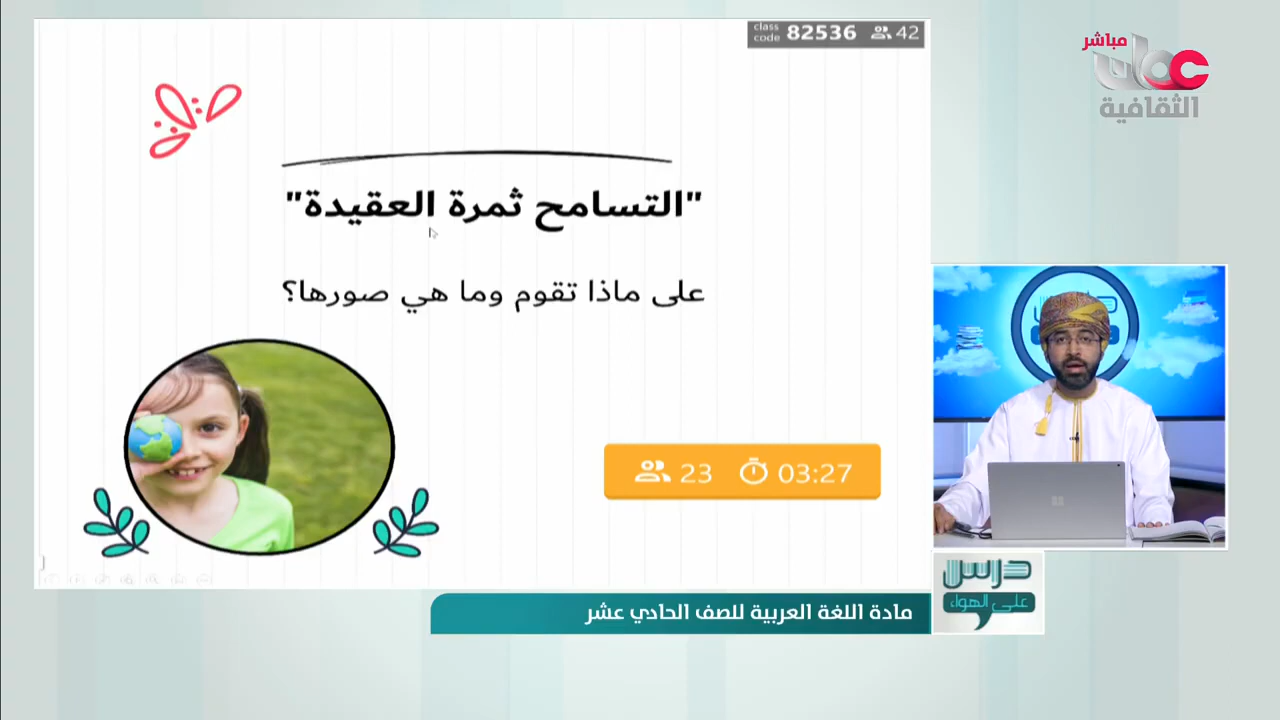 class code 82536 42
مباشر
عمان
الثقافية
"التسامح ثمرة العقيدة"
على ماذا تقوم وما هي صورها؟
23 03:27
درس
على الهواء
مادة اللغة العربية للصف الحادي عشر